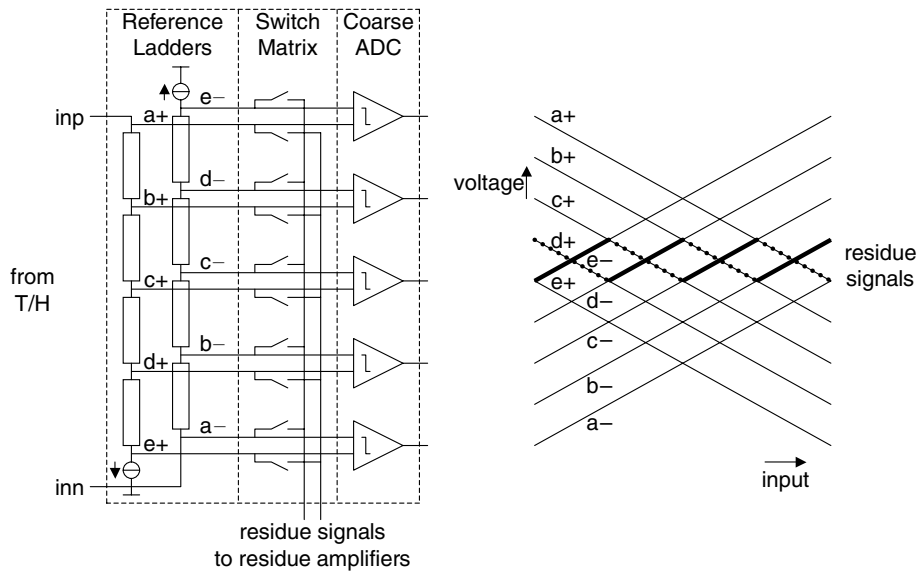 Reference
Ladders
Switch
Matrix
Coarse
ADC
e−
inp
a+
d−
b+
from
T/H
c−
c+
b−
d+
a−
e+
inn
residue signals
to residue amplifiers
a+
b+
voltage
c+
d+
e−
e+
d−
c−
b−
a−
residue
signals
input